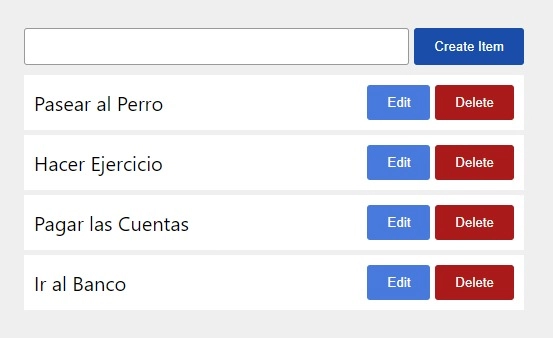 Create Item
Pasear al Perro Edit Delete
Hacer Ejercicio Edit Delete
Pagar las Cuentas Edit Delete
Ir al Banco Edit Delete